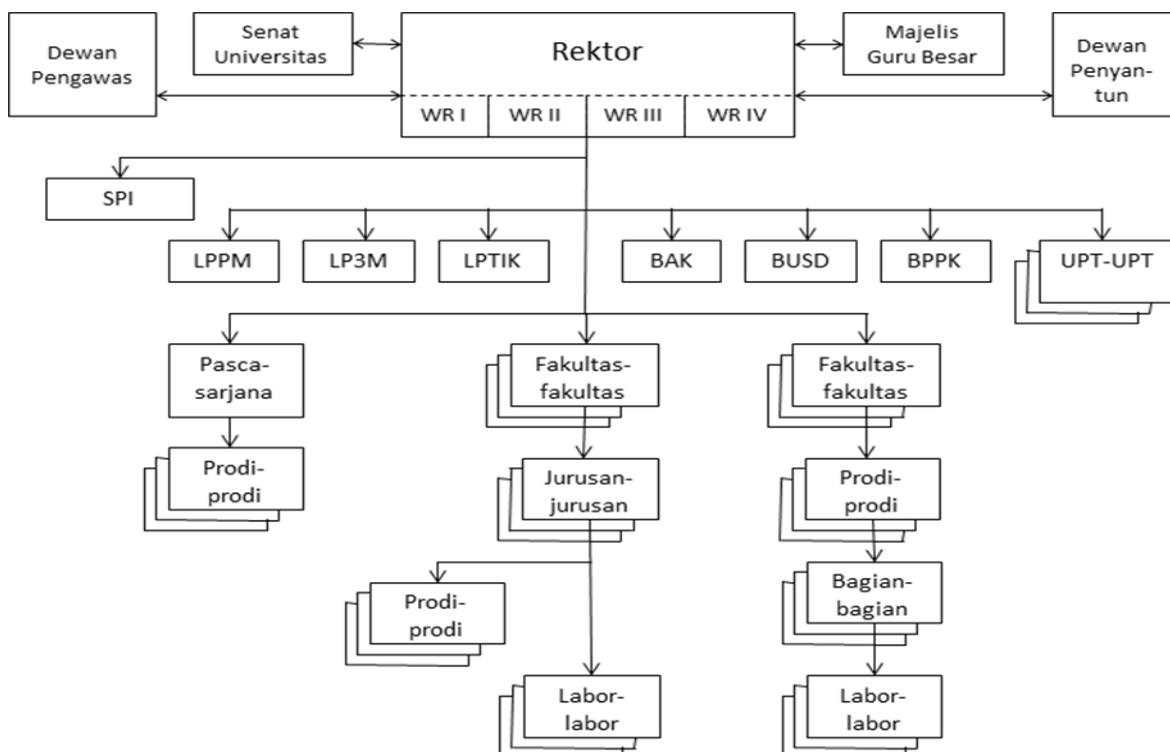 Dewan
Pengawas
Senat
Universitas
Rektor
WR I
WR II
WR III
WR IV
Majelis
Guru Besar
Dewan
Penyan-
tun
SPI
LPPM
LP3M
LPTIK
BAK
BUSD
BPPK
UPT-UPT
Pasca-
sarjana
Fakultas-
fakultas
Fakultas-
fakultas
Prodi-
prodi
Jurusan-
jurusan
Prodi-
prodi
Prodi-
prodi
Bagian-
bagian
Labor-
labor
Labor-
labor